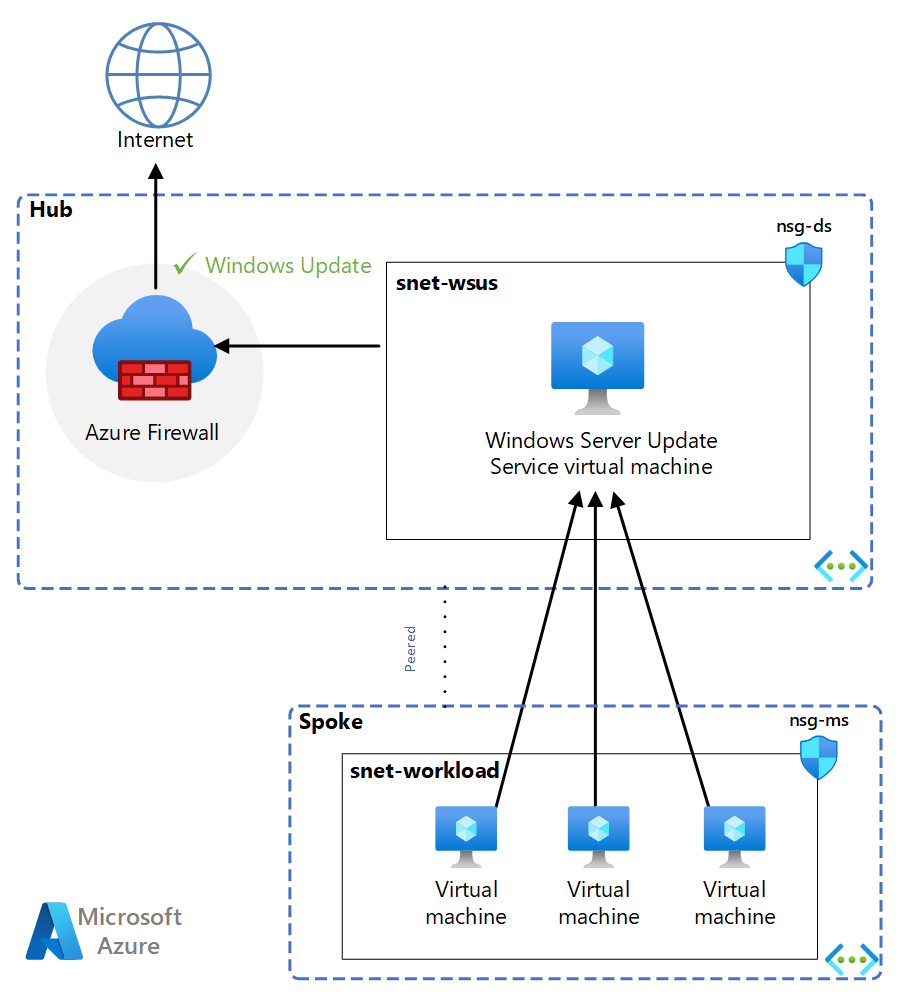 Internet
Hub
nsg-ds
Windows Update
snet-wsus
Azure Firewall
Windows Server Update
Service virtual machine
Peered
Spoke
nsg-ms
snet-workload
Virtual
machine
Virtual
machine
Virtual
machine
Microsoft
Azure